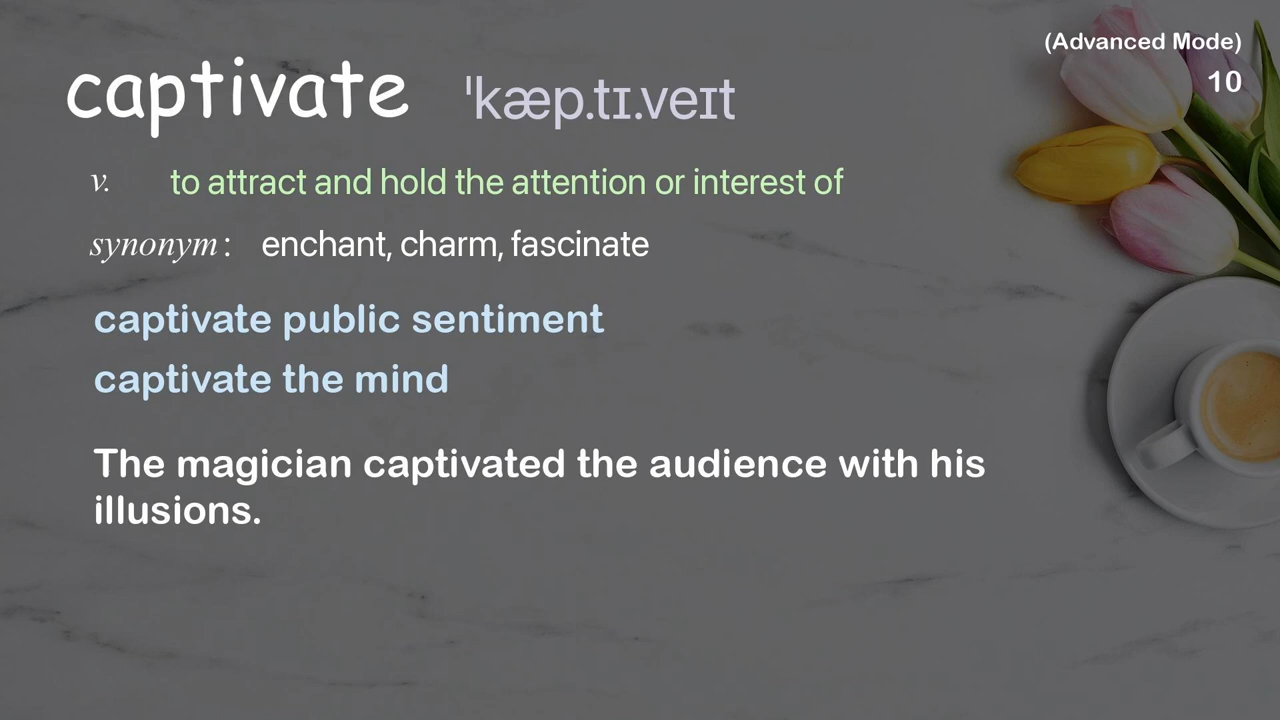 (Advanced Mode)
10
captivate ˈkæp.tɪ.veɪt
v. to attract and hold the attention or interest of
synonym : enchant, charm, fascinate
captivate public sentiment
captivate the mind
The magician captivated the audience with his
illusions.